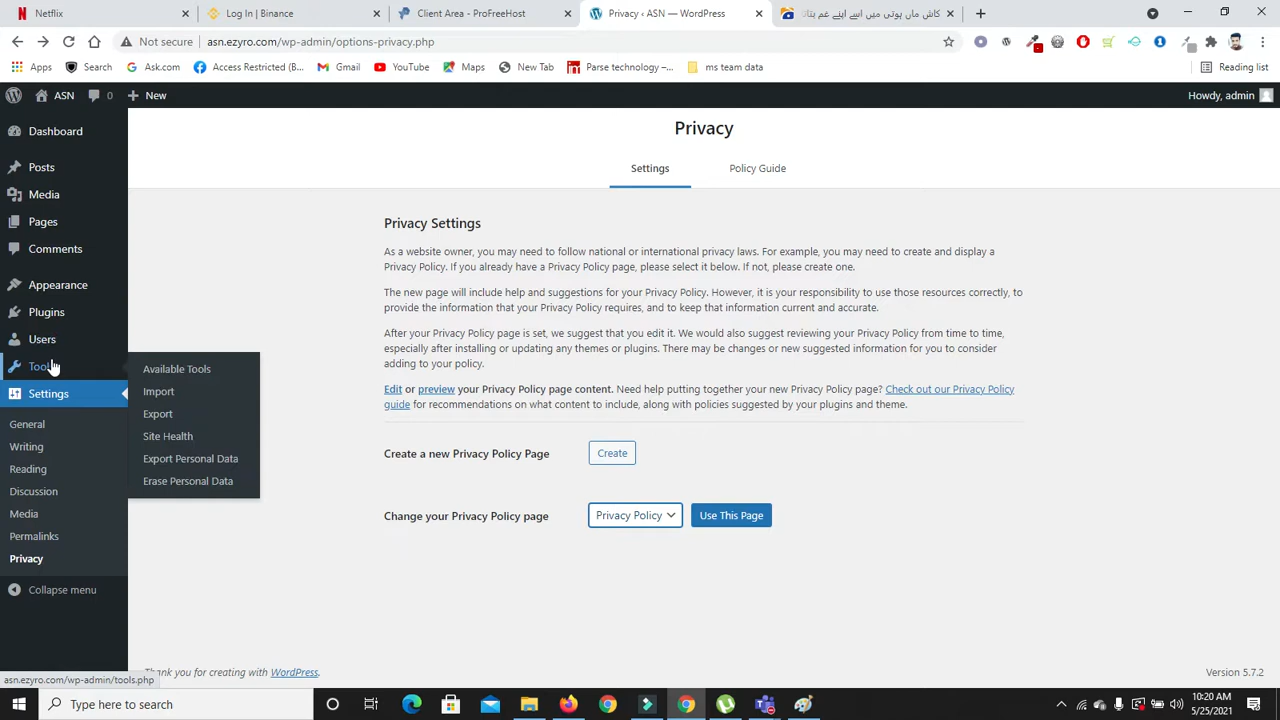 Netflix
Log In | Binance
Client Area - ProFreeHost
Privacy ‹ ASN — WordPress
کاش ماں ہوتی میں اسے اپنے غم بتاتا
Not secure
asn.ezyro.com/wp-admin/options-privacy.php
Apps
Search
Ask.com
Access Restricted (B...
Gmail
YouTube
Maps
New Tab
Parse technology –...
ms team data
Reading list
ASN
0
New
Howdy, admin
Dashboard
Posts
Media
Pages
Comments
Appearance
Plugins
Users
Settings
General
Writing
Reading
Discussion
Media
Permalinks
Privacy
Collapse menu
Available Tools
Import
Export
Site Health
Export Personal Data
Erase Personal Data
Privacy
Settings
Policy Guide
Privacy Settings
As a website owner, you may need to follow national or international privacy laws. For example, you may need to create and display a
Privacy Policy. If you already have a Privacy Policy page, please select it below. If not, please create one.
The new page will include help and suggestions for your Privacy Policy. However, it is your responsibility to use those resources correctly, to
provide the information that your Privacy Policy requires, and to keep that information current and accurate.
After your Privacy Policy page is set, we suggest that you edit it. We would also suggest reviewing your Privacy Policy from time to time,
especially after installing or updating any themes or plugins. There may be changes or new suggested information for you to consider
adding to your policy.
Edit or preview your Privacy Policy page content. Need help putting together your new Privacy Policy page? Check out our Privacy Policy
guide for recommendations on what content to include, along with policies suggested by your plugins and theme.
Create a new Privacy Policy Page
Create
Change your Privacy Policy page
Privacy Policy
Use This Page
Thank you for creating with WordPress.
Version 5.7.2
asn.ezyro.com/wp-admin/tools.php
Type here to search
10:20 AM
5/25/2021